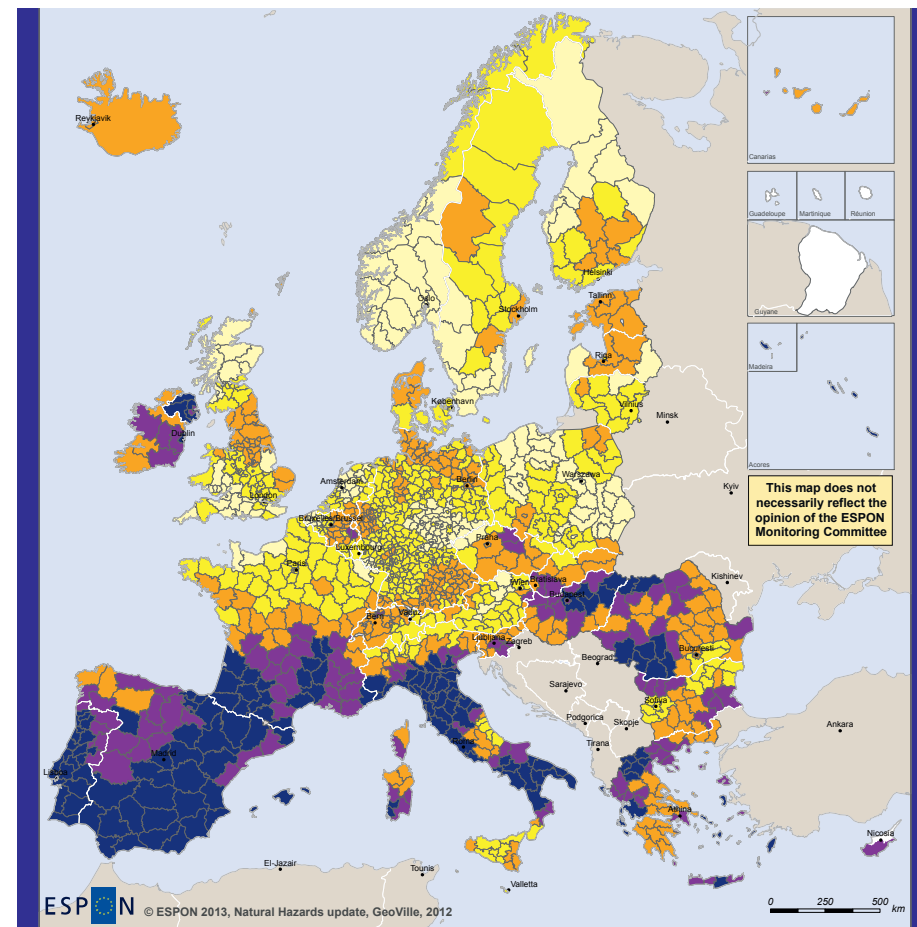 Reykjavik
Canarias
Guadeloupe
Martinique
Réunion
Guyane
Madeira
Acores
Oslo
Helsinki
Stockholm
Tallinn
Riga
København
Vilnius
Minsk
Dublin
Amsterdam
Berlin
Warszawa
London
Kyiv
This map does not
necessarily reflect the
opinion of the ESPON
Monitoring Committee
Bruxelles/Brussel
Praha
Luxembourg
Paris
Kishinev
Wien
Bratislava
Budapest
Bern
Vaduz
Ljubljana
Zagreb
Beograd
Bucuresti
Sarajevo
Sofiya
Podgorica
Skopje
Ankara
Roma
Tirana
Madrid
Lisboa
Athina
Nicosia
El-Jazair
Tounis
Valletta
ESPON
© ESPON 2013, Natural Hazards update, GeoVille, 2012
0 250 500 km